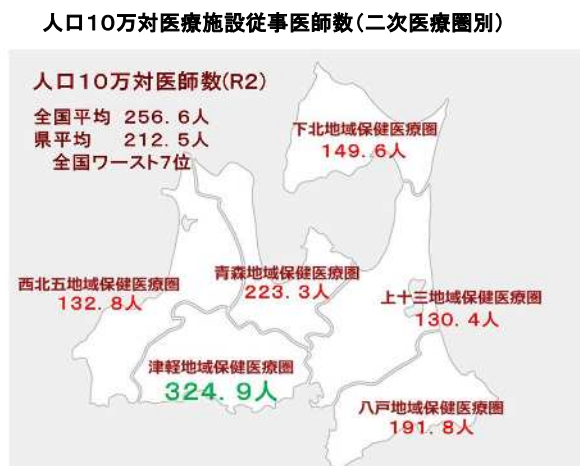 人口10万対医療施設従事医師数(二次医療圏別)
人口10万対医師数(R2)
全国平均 256.6人
県平均 212.5人
全国ワースト7位
下北地域保健医療圏
149.6人
青森地域保健医療圏
223.3人
西北五地域保健医療圏
132.8人
上十三地域保健医療圏
130.4人
津軽地域保健医療圏
324.9人
八戸地域保健医療圏
191.8人